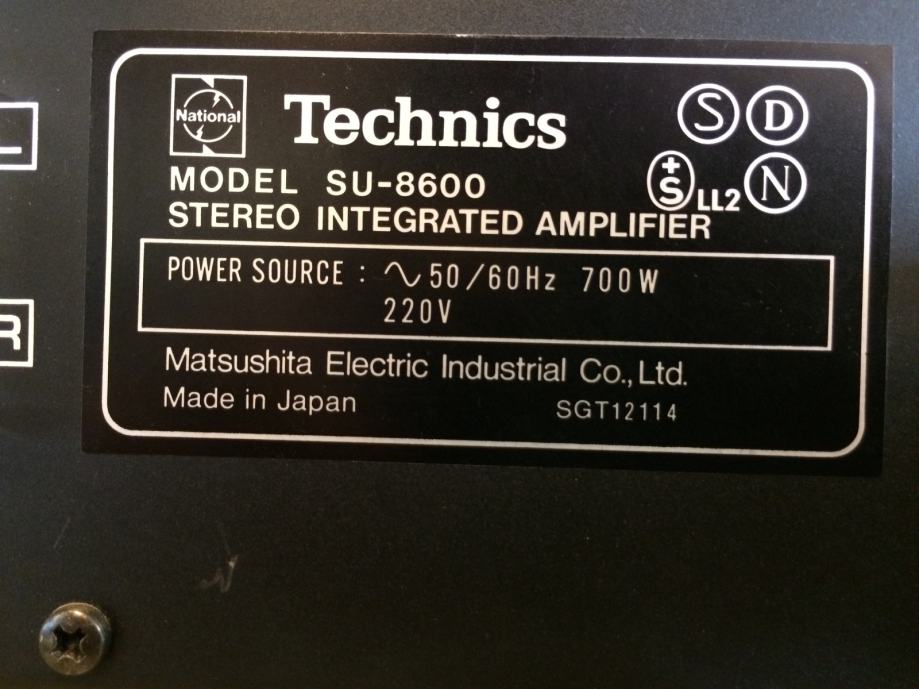 National Technics S D
MODEL SU-8600 +S LL2 N
STEREO INTEGRATED AMPLIFIER
POWER SOURCE : ∿ 50/60Hz 700W
220V
Matsushita Electric Industrial Co., Ltd.
Made in Japan SGT12114
L
R